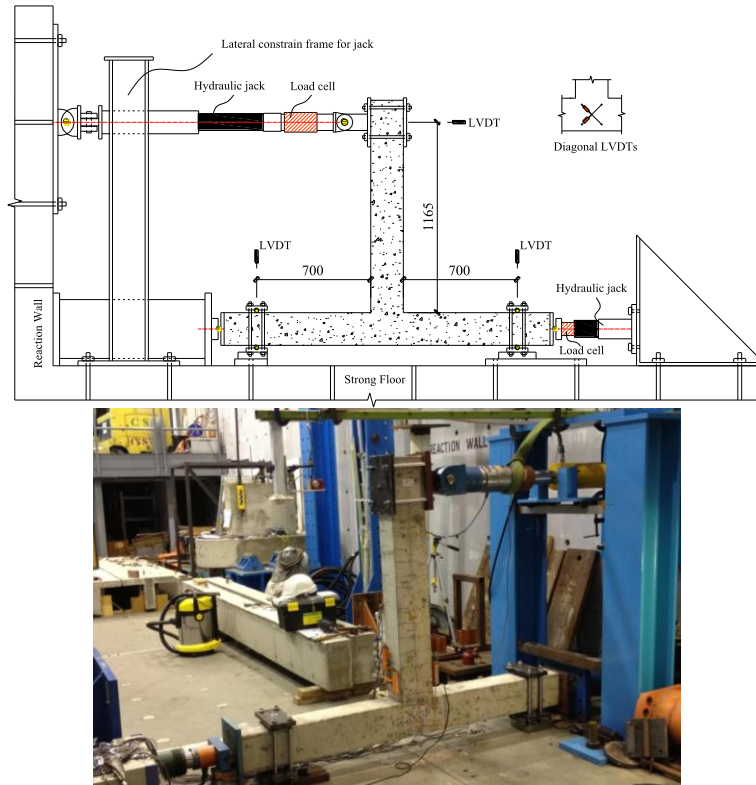 Lateral constrain frame for jack
Hydraulic jack
Load cell
LVDT
Diagonal LVDTs
1165
LVDT
LVDT
700
700
Hydraulic jack
Load cell
Reaction Wall
Strong Floor
REACTION WALL